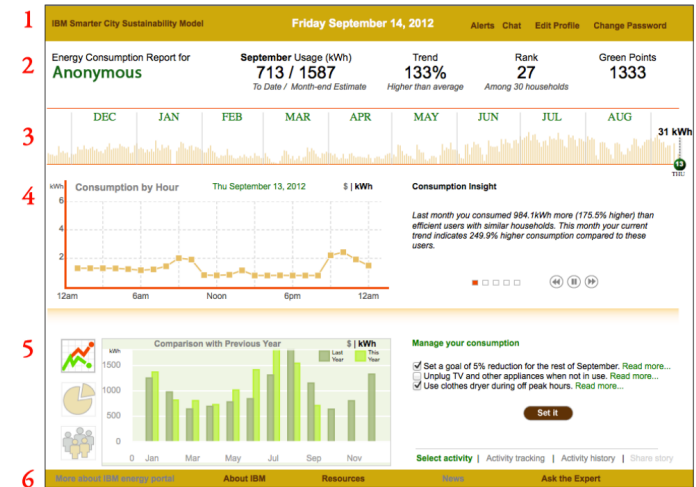 1
IBM Smarter City Sustainability Model
Friday September 14, 2012
Alerts Chat Edit Profile Change Password
2
Energy Consumption Report for
Anonymous
September Usage (kWh)
713 / 1587
To Date / Month-end Estimate
Trend
133%
Higher than average
Rank
27
Among 30 households
Green Points
1333
3
DEC JAN FEB MAR APR MAY JUN JUL AUG
31 kWh
13
THU
4
kWh
Consumption by Hour
Thu September 13, 2012
$ | kWh
6
4
2
12am 6am Noon 6pm 12am
Consumption Insight
Last month you consumed 984.1kWh more (175.5% higher) than
efficient users with similar households. This month your current
trend indicates 249.9% higher consumption compared to these
users.
5
Comparison with Previous Year
$ | kWh
kWh
Last Year
This Year
1500
1000
500
0
0 Jan Mar May Jul Sep Nov
Manage your consumption
Set a goal of 5% reduction for the rest of September. Read more...
Unplug TV and other appliances when not in use. Read more...
Use clothes dryer during off peak hours. Read more...
Set it
Select activity | Activity tracking | Activity history | Share story
6
More about IBM energy portal About IBM Resources News Ask the Expert